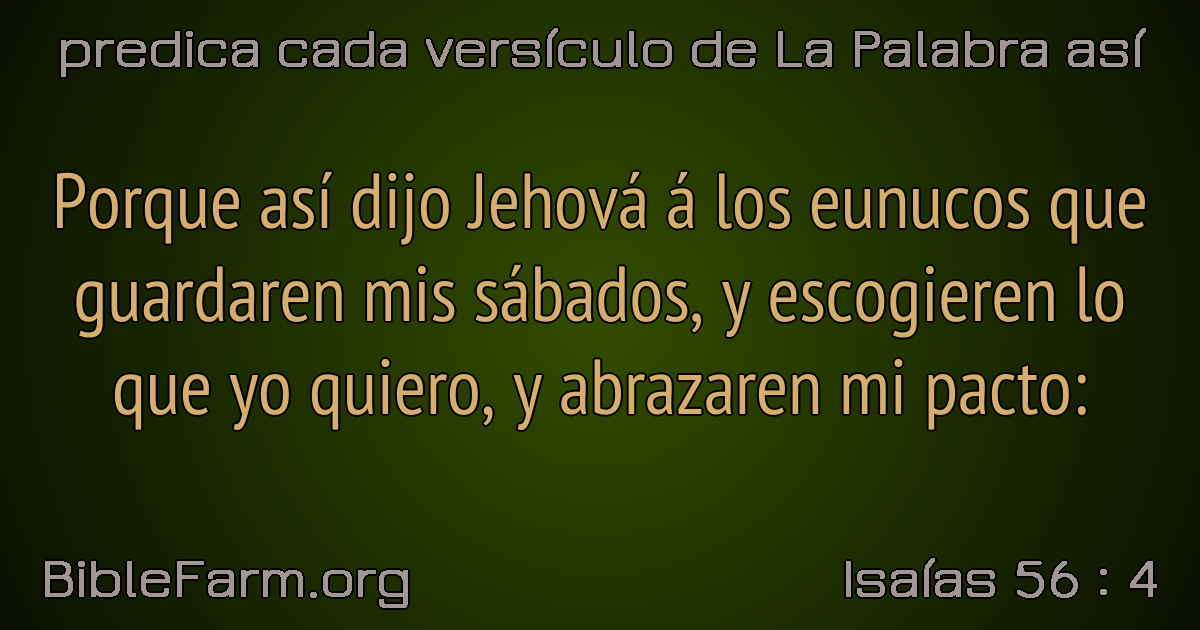 predica cada versículo de La Palabra así
Porque así dijo Jehová á los eunucos que
guardaren mis sábados, y escogieren lo
que yo quiero, y abrazaren mi pacto:
BibleFarm.org
Isaías 56 : 4